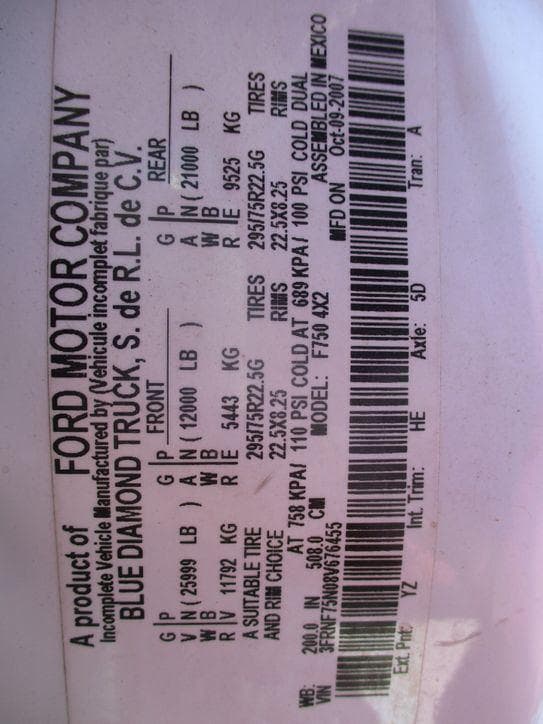 A product of FORD MOTOR COMPANY
Incomplete Vehicle Manufactured by (Vehicule incomplet fabrique par)
BLUE DIAMOND TRUCK, S. de R.L. de C.V.
FRONT REAR
G P G P G P
V N ( 25999 LB ) A N ( 12000 LB ) A N ( 21000 LB )
W B W B W B
R V 11792 KG R E 5443 KG R E 9525 KG
A SUITABLE TIRE 295/75R22.5G TIRES 295/75R22.5G TIRES
AND RIM CHOICE 22.5X8.25 RIMS 22.5X8.25 RIMS
AT 758 KPA/ 110 PSI COLD AT 689 KPA/ 100 PSI COLD DUAL
WB: 200.0 IN 508.0 CM MODEL: F750 4X2 ASSEMBLED IN MEXICO
VIN 3FRNF75N08V676455 MFD ON Oct-09-2007
Ext. Pnt: YZ Int. Trim: HE Axle: 5D Tran: A